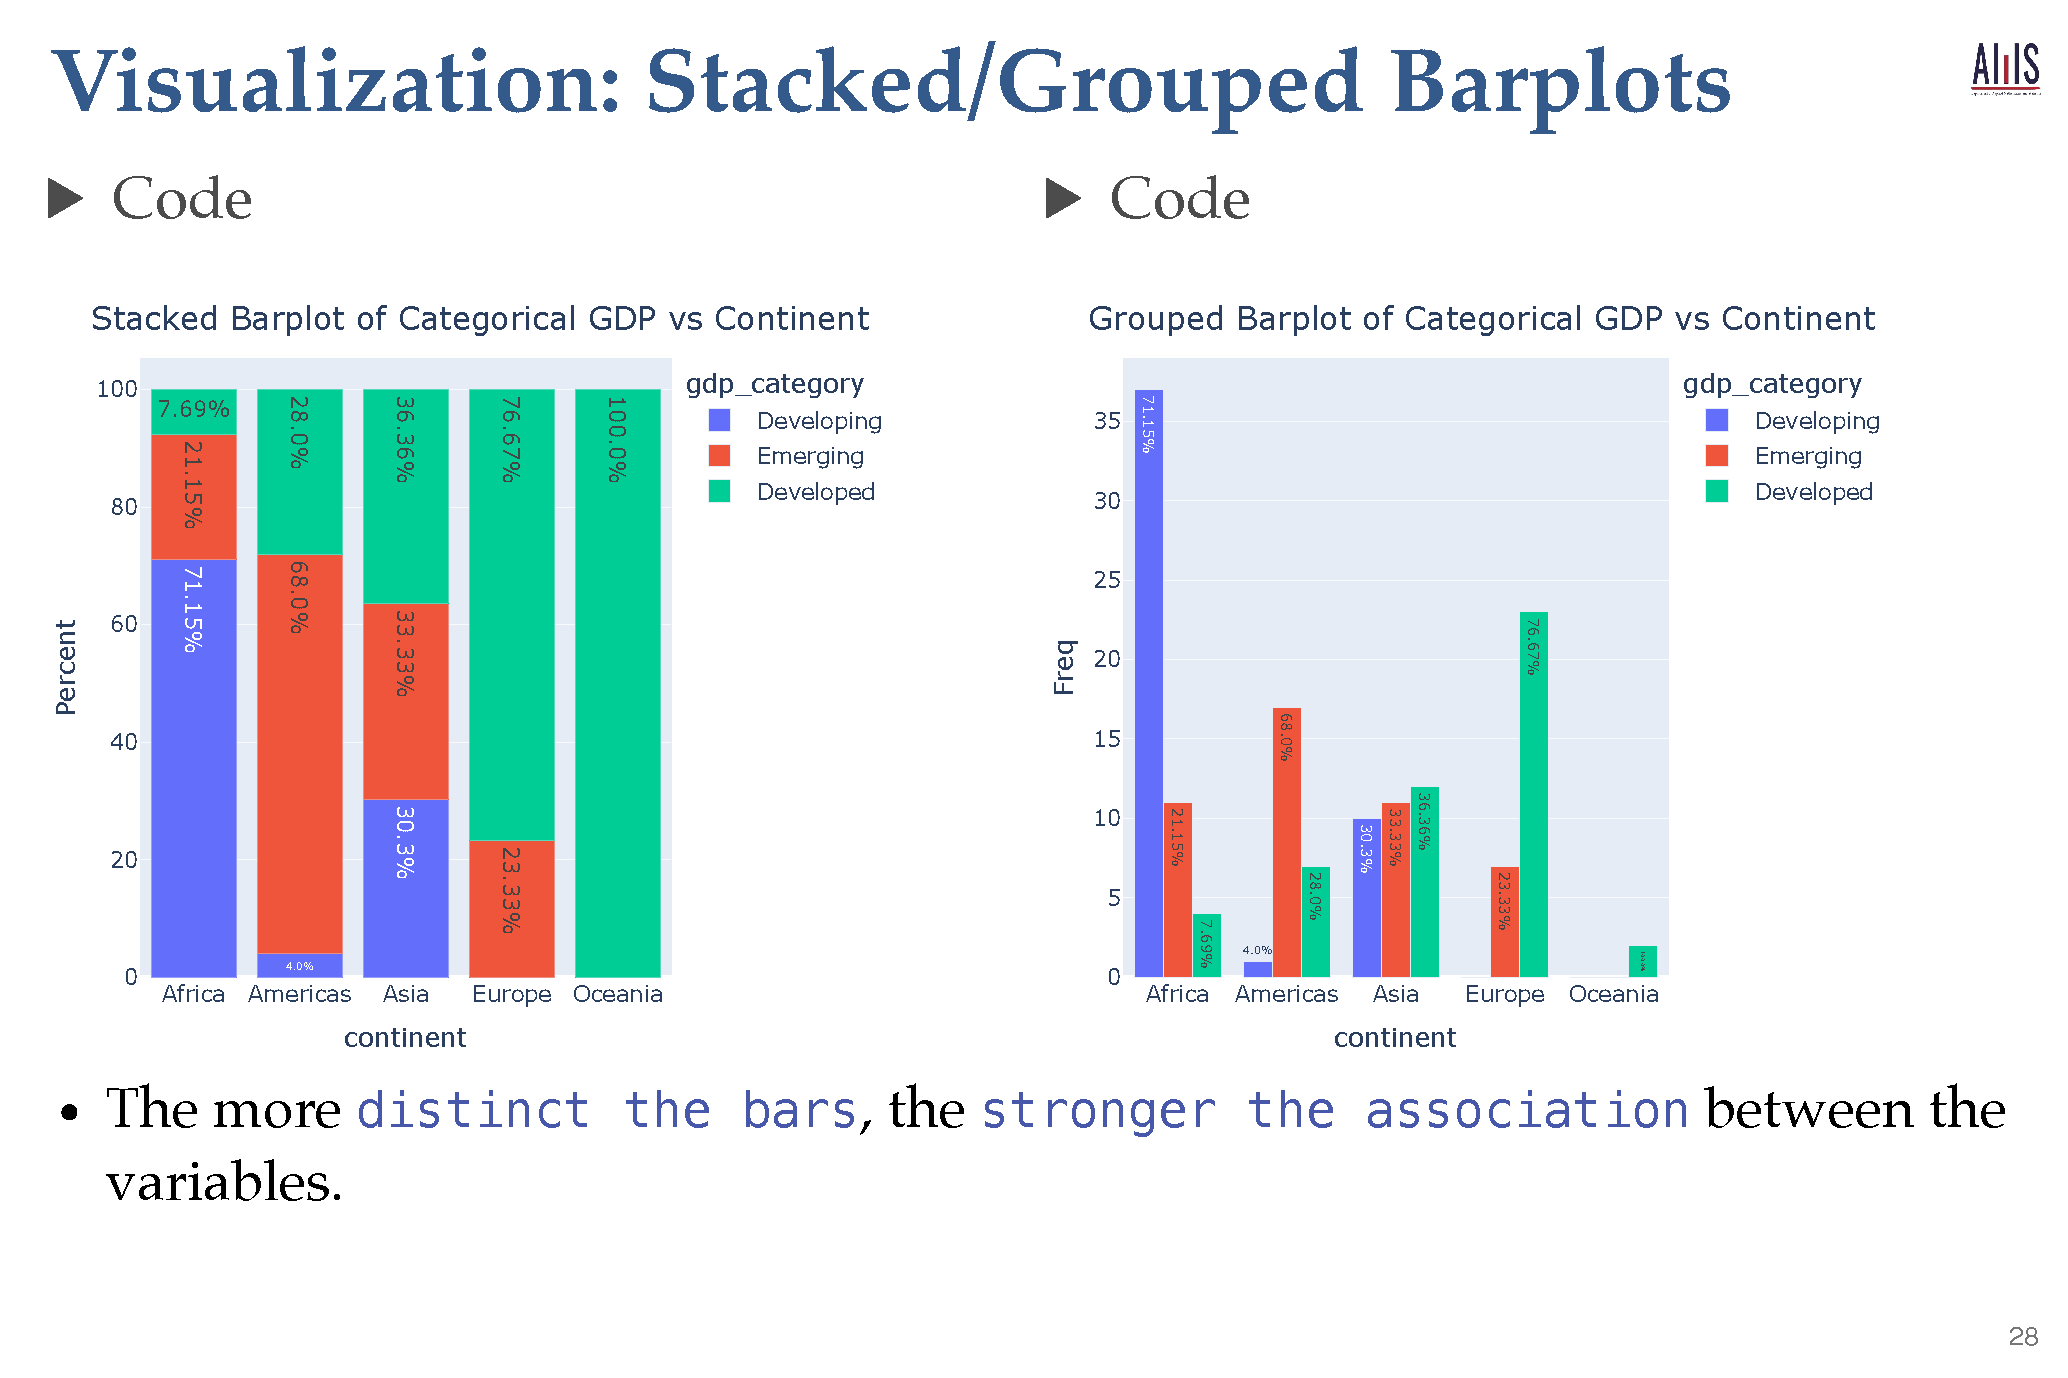 Visualization: Stacked/Grouped Barplots
AMS
▶ Code
▶ Code
Stacked Barplot of Categorical GDP vs Continent
100
80
60
40
20
0
Percent
7.69%
21.15%
71.15%
28.0%
68.0%
4.0%
36.36%
33.33%
30.3%
76.67%
23.33%
100.0%
Africa Americas Asia Europe Oceania
continent
gdp_category
Developing
Emerging
Developed
Grouped Barplot of Categorical GDP vs Continent
35
30
25
20
15
10
5
0
Freq
71.15%
21.15%
7.69%
4.0%
68.0%
28.0%
30.3%
33.33%
36.36%
23.33%
76.67%
Africa Americas Asia Europe Oceania
continent
gdp_category
Developing
Emerging
Developed
• The more distinct the bars, the stronger the association between the
variables.
28